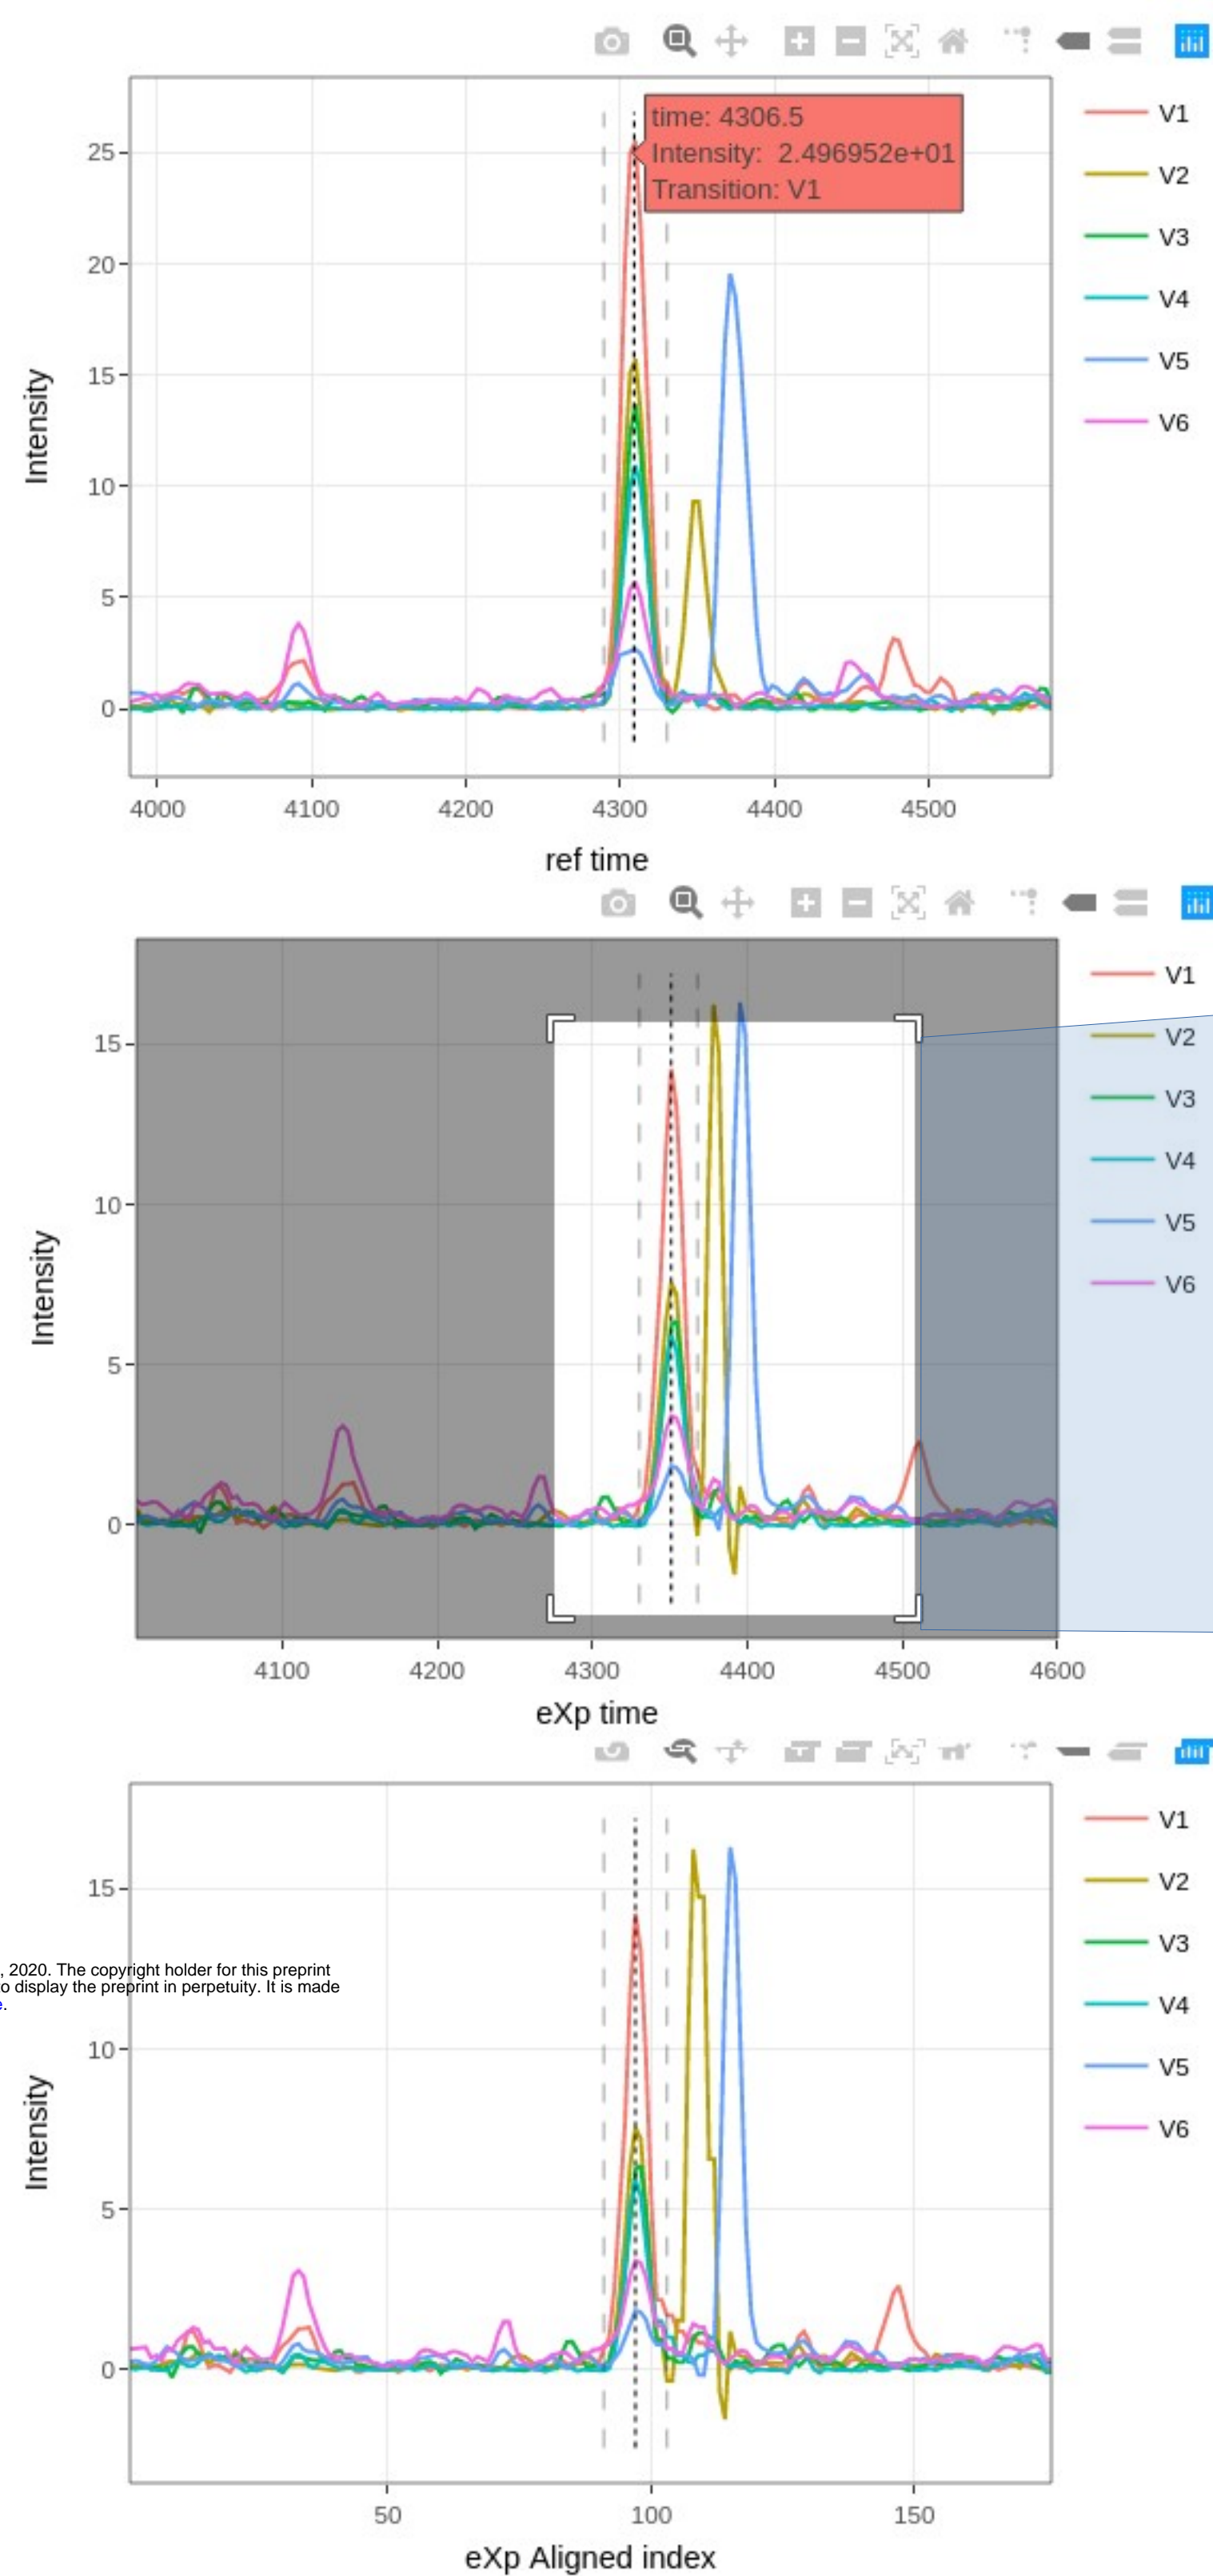 time: 4306.5
Intensity: 2.496952e+01
Transition: V1
25
20
15
10
5
0
Intensity
4000 4100 4200 4300 4400 4500
ref time
V1
V2
V3
V4
V5
V6
15
10
5
0
Intensity
4100 4200 4300 4400 4500 4600
eXp time
V1
V2
V3
V4
V5
V6
15
10
5
0
Intensity
50 100 150
eXp Aligned index
V1
V2
V3
V4
V5
V6
, 2020. The copyright holder for this preprint
o display the preprint in perpetuity. It is made
.